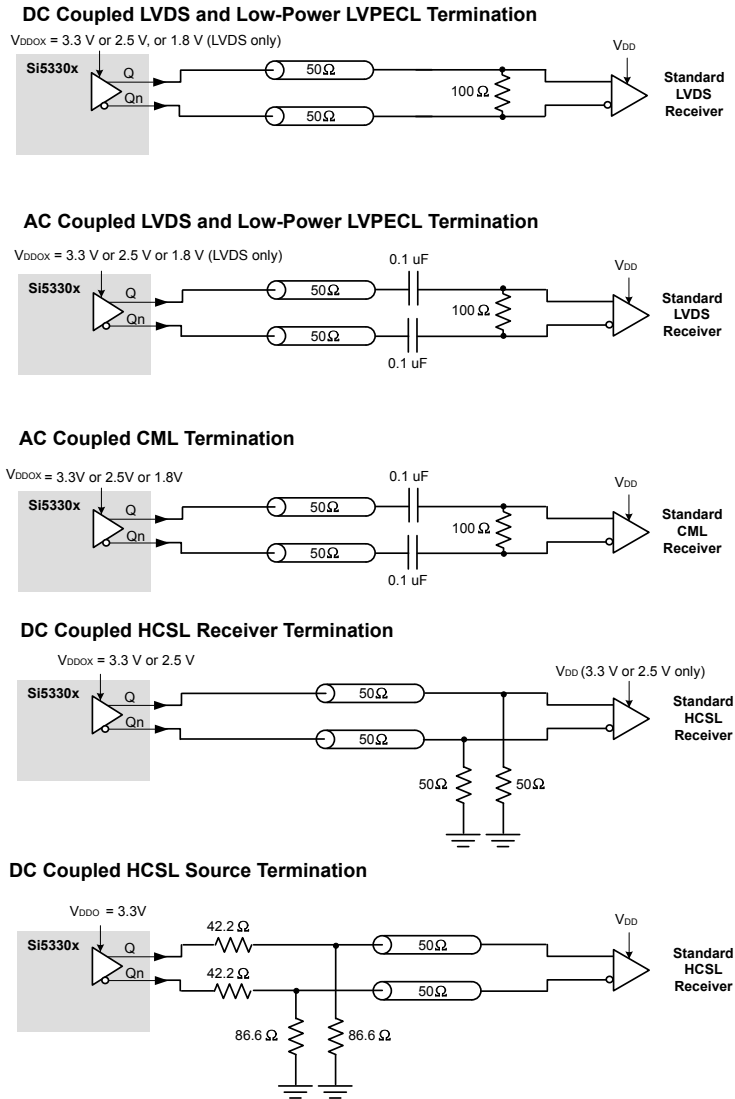 DC Coupled LVDS and Low-Power LVPECL Termination
VDDOX = 3.3 V or 2.5 V, or 1.8 V (LVDS only)
Si5330x
Q
Qn
50Ω
50Ω
100 Ω
VDD
Standard
LVDS
Receiver
AC Coupled LVDS and Low-Power LVPECL Termination
VDDOX = 3.3 V or 2.5 V or 1.8 V (LVDS only)
Si5330x
Q
Qn
50Ω
50Ω
0.1 uF
0.1 uF
100 Ω
VDD
Standard
LVDS
Receiver
AC Coupled CML Termination
VDDOX = 3.3V or 2.5V or 1.8V
Si5330x
Q
Qn
50Ω
50Ω
0.1 uF
0.1 uF
100 Ω
VDD
Standard
CML
Receiver
DC Coupled HCSL Receiver Termination
VDDOX = 3.3 V or 2.5 V
Si5330x
Q
Qn
50Ω
50Ω
50Ω
50Ω
VDD (3.3 V or 2.5 V only)
Standard
HCSL
Receiver
DC Coupled HCSL Source Termination
VDDO = 3.3V
Si5330x
Q
Qn
42.2 Ω
42.2 Ω
86.6 Ω
86.6 Ω
50Ω
50Ω
VDD
Standard
HCSL
Receiver